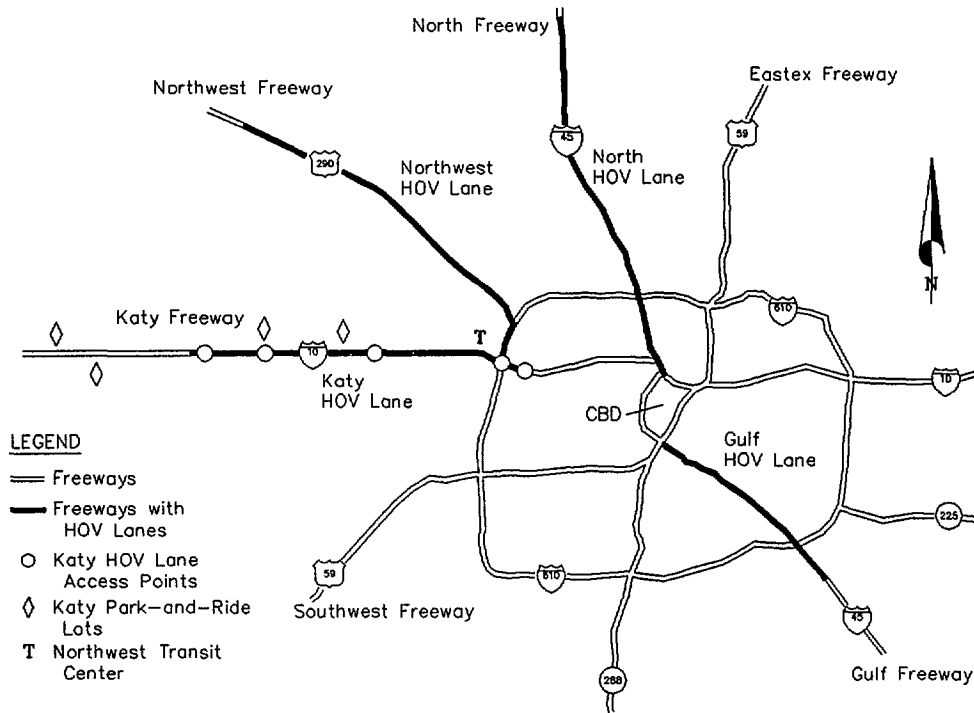 North Freeway
Eastex Freeway
Northwest Freeway
45
59
North
HOV Lane
290
Northwest
HOV Lane
N
610
Katy Freeway
T
10
Katy
HOV Lane
10
CBD
LEGEND
Freeways
Freeways with
HOV Lanes
Katy HOV Lane
Access Points
Katy Park-and-Ride
Lots
T Northwest Transit
Center
Gulf
HOV Lane
225
59
610
Southwest Freeway
45
288
Gulf Freeway